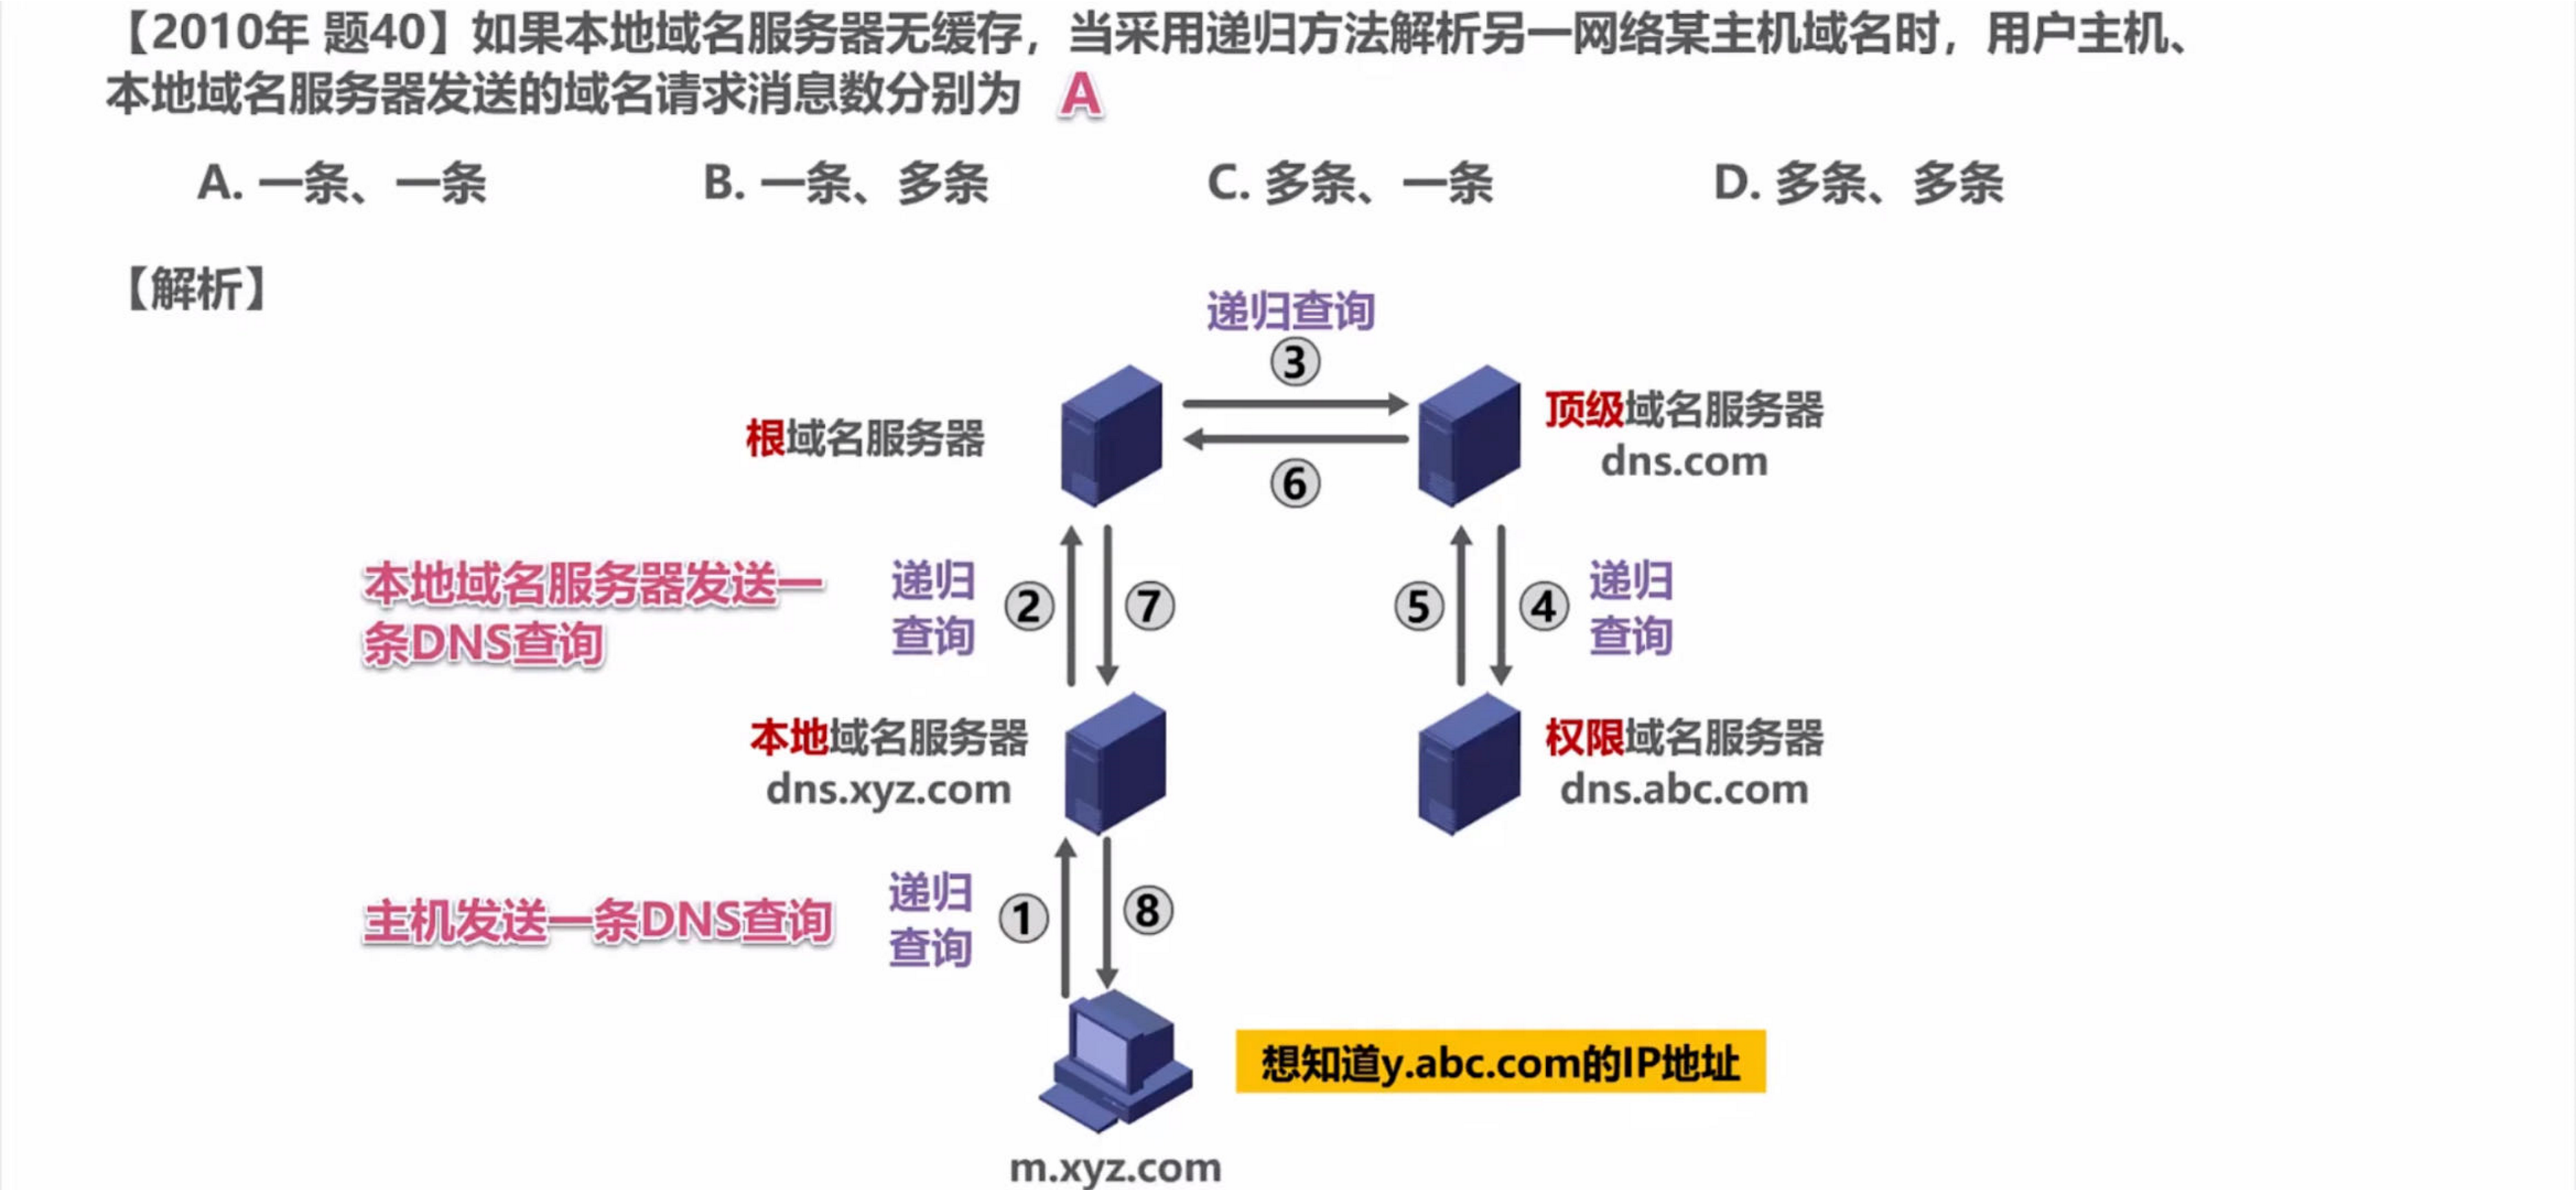 【2010年 题40】如果本地域名服务器无缓存，当采用递归方法解析另一网络某主机域名时，用户主机、
本地域名服务器发送的域名请求消息数分别为 A
A. 一条、一条 B. 一条、多条 C. 多条、一条 D. 多条、多条
【解析】
递归查询
③
根域名服务器
顶级域名服务器
dns.com
⑥
本地域名服务器发送一
条DNS查询
递归
查询
②
⑦
⑤
④
递归
查询
本地域名服务器
dns.xyz.com
权限域名服务器
dns.abc.com
主机发送一条DNS查询
递归
查询
①
⑧
想知道y.abc.com的IP地址
m.xyz.com